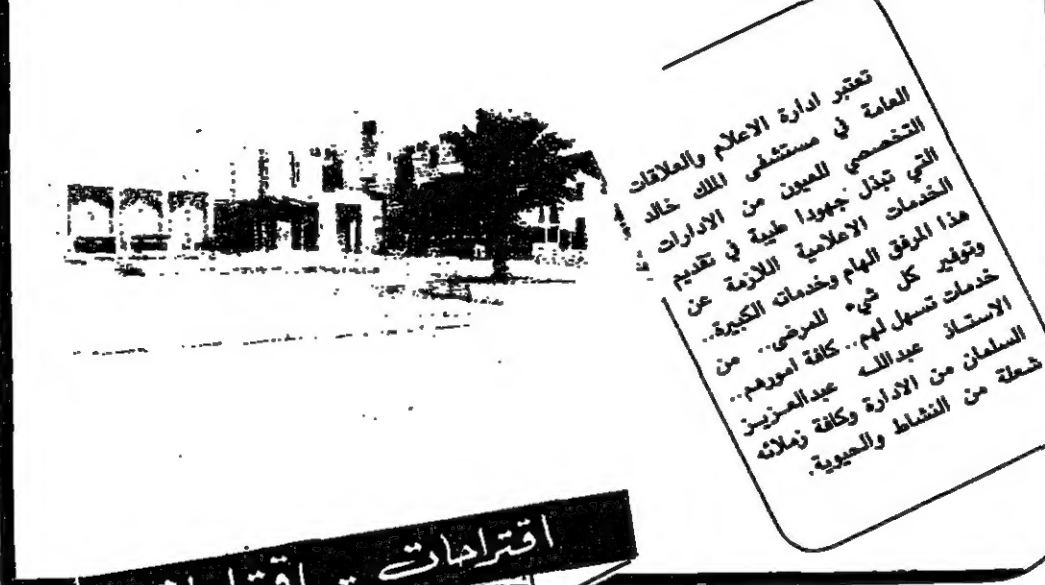 تعتبر ادارة الاعلام والعلاقات
العامة في مستشفى الملك خالد
التخصصي للعيون من الادارات
التي تبذل جهودا طيبة في تقديم
الخدمات الاعلامية اللازمة عن
هذا المرفق الهام وخدماته الكبيرة..
وتوفير كل شيء للمرضى.. من
خدمات تسهل لهم.. كافة امورهم..
الاستاذ عبدالله عبدالعزيز
السلمان من الادارة وكافة زملائه
شعلة من النشاط والحيوية.
اقتراحات -